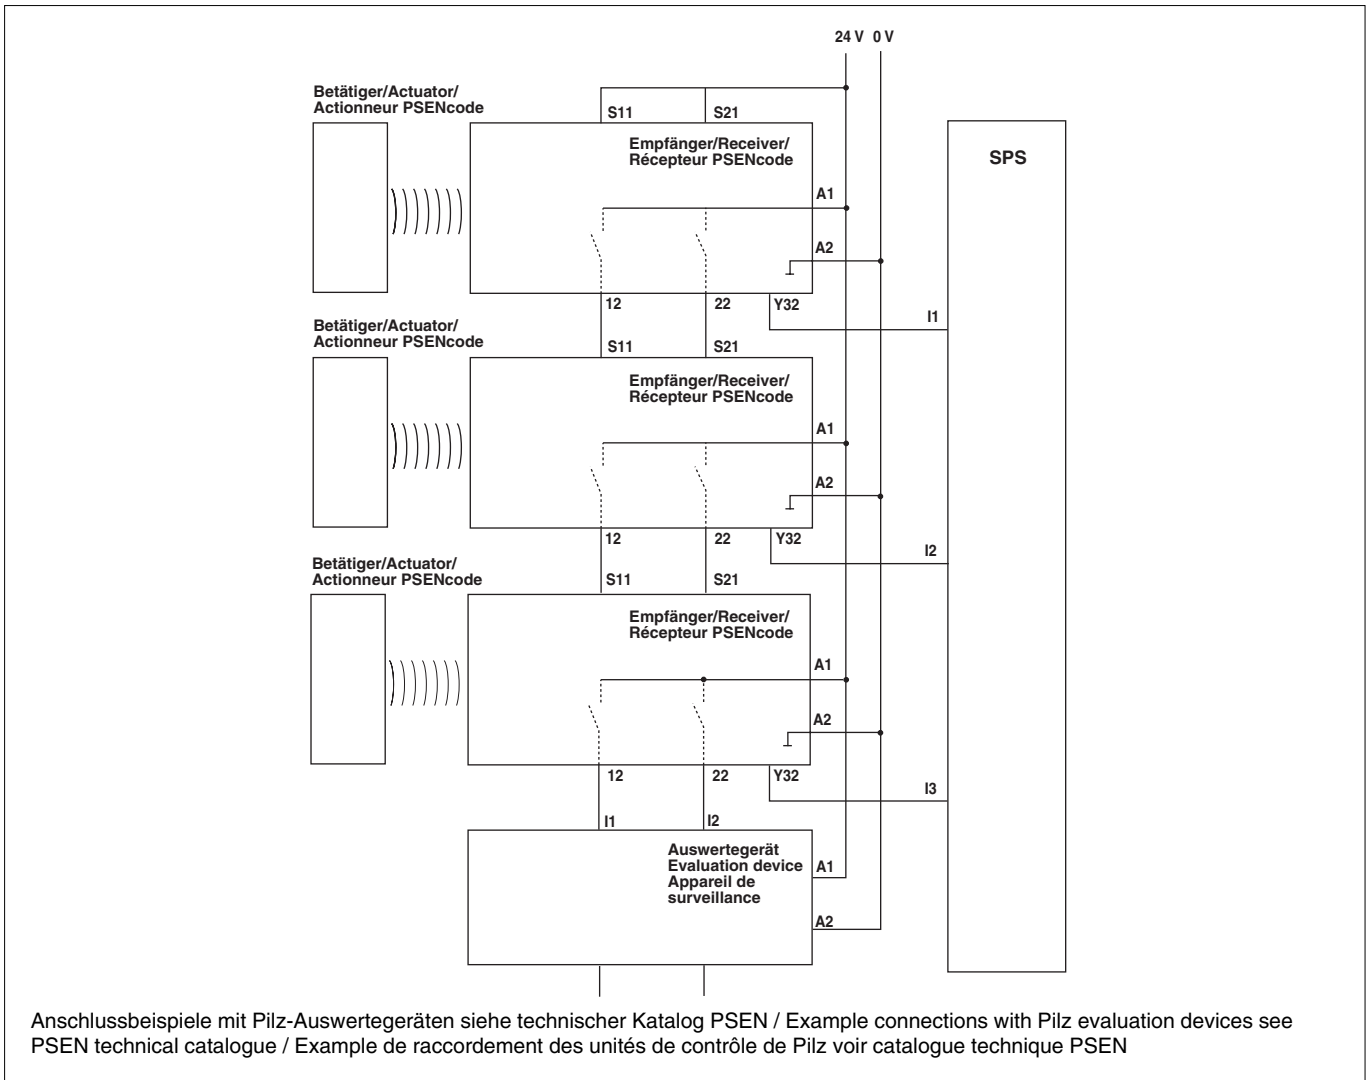 24 V 0 V
Betätiger/Actuator/
Actionneur PSENcode
S11 S21
Empfänger/Receiver/
Récepteur PSENcode
SPS
A1
A2
12 22 Y32
I1
Betätiger/Actuator/
Actionneur PSENcode
S11 S21
Empfänger/Receiver/
Récepteur PSENcode
A1
A2
12 22 Y32
I2
Betätiger/Actuator/
Actionneur PSENcode
S11 S21
Empfänger/Receiver/
Récepteur PSENcode
A1
A2
12 22 Y32
I3
I1 I2
Auswertegerät
Evaluation device
Appareil de
surveillance
A1
A2
Anschlussbeispiele mit Pilz-Auswertegeräten siehe technischer Katalog PSEN / Example connections with Pilz evaluation devices see
PSEN technical catalogue / Example de raccordement des unités de contrôle de Pilz voir catalogue technique PSEN